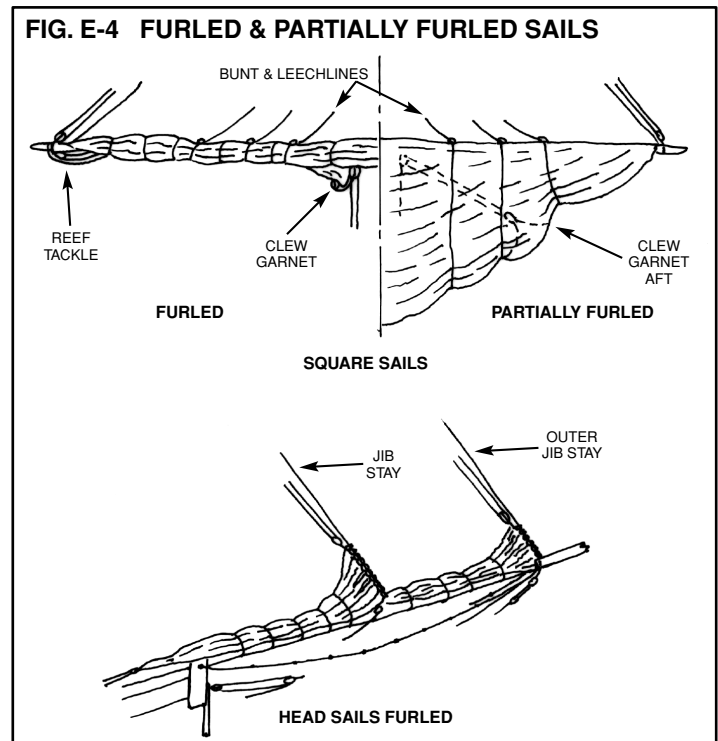 FIG. E-4 FURLED & PARTIALLY FURLED SAILS
BUNT & LEECHLINES
REEF
TACKLE
CLEW
GARNET
CLEW
GARNET
AFT
FURLED
PARTIALLY FURLED
SQUARE SAILS
JIB
STAY
OUTER
JIB STAY
HEAD SAILS FURLED